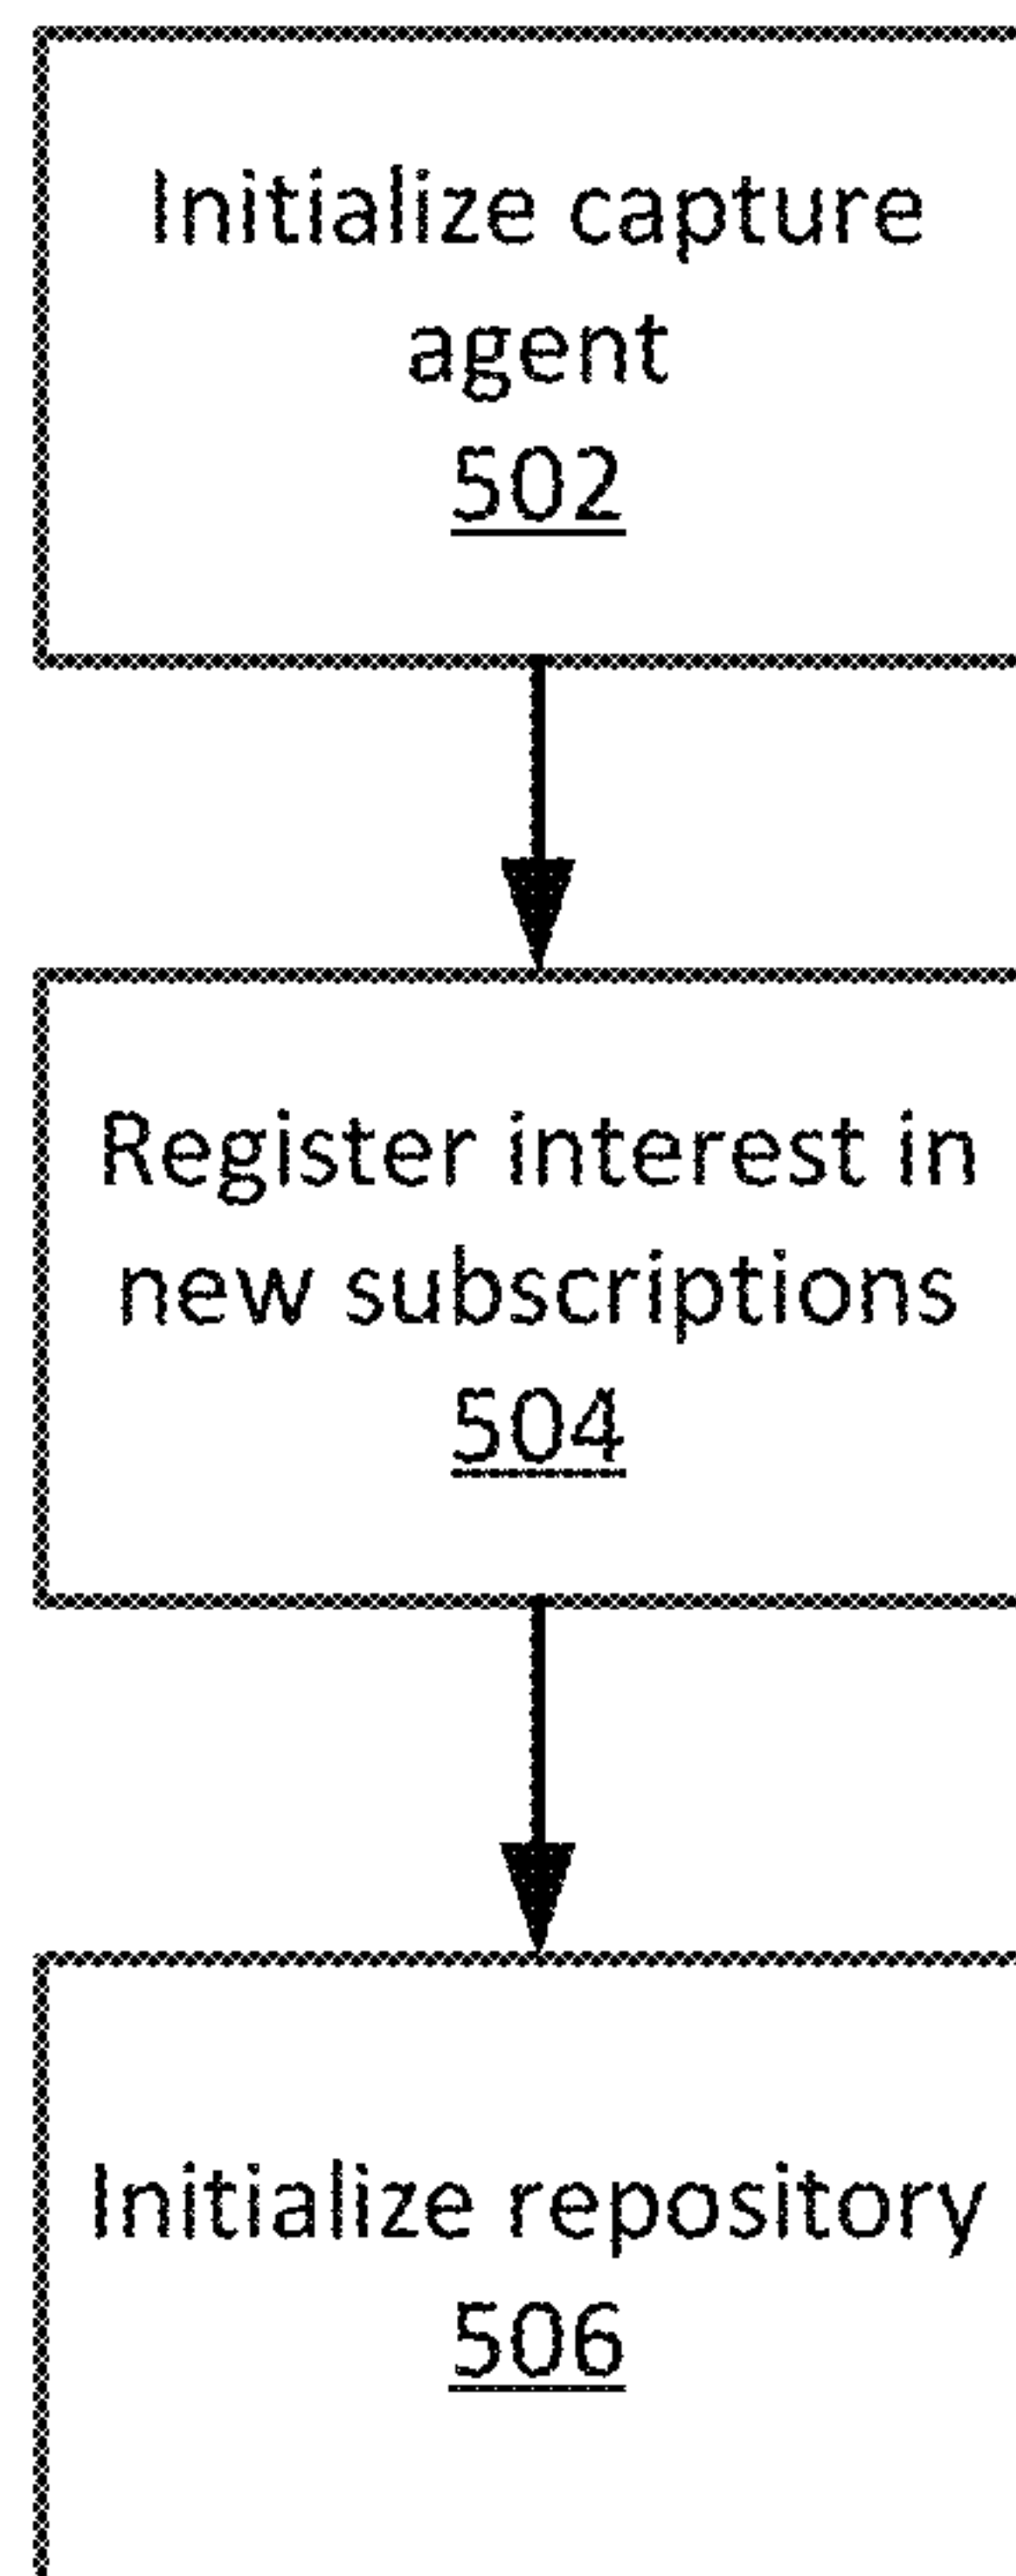 Initialize capture
agent
502
Register interest in
new subscriptions
504
Initialize repository
506